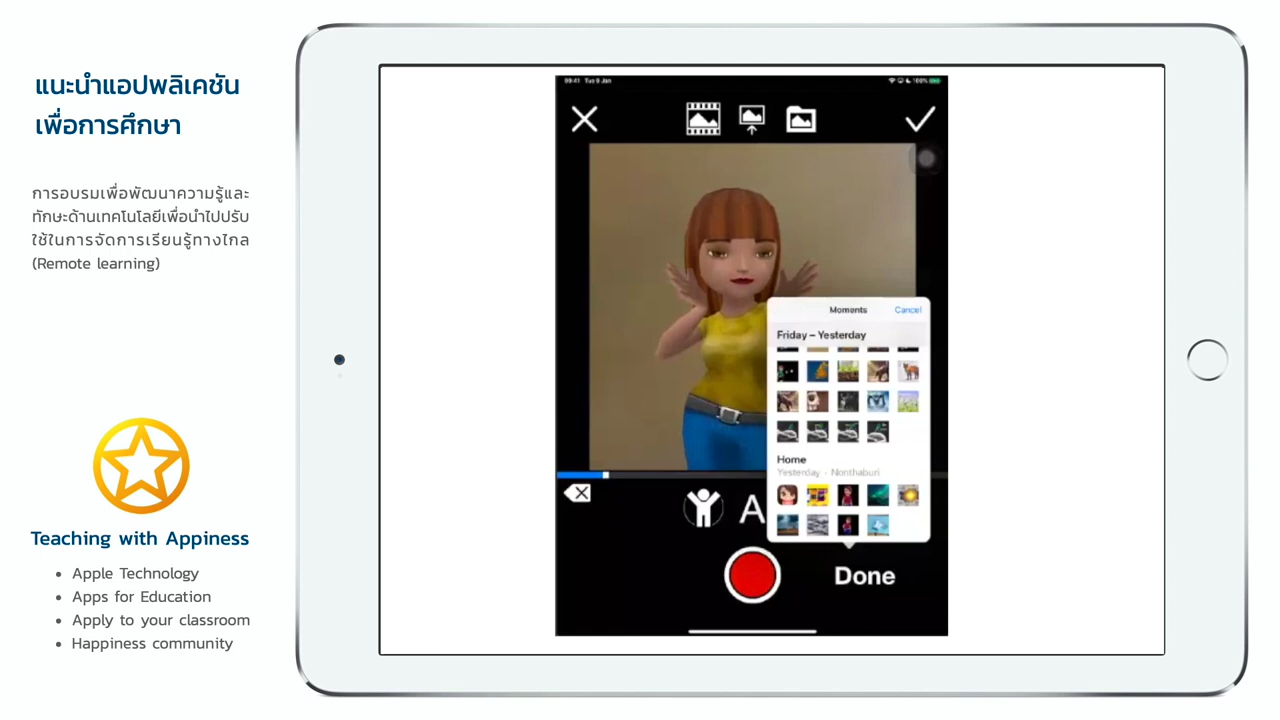 แนะนำแอปพลิเคชัน
เพื่อการศึกษา
การอบรมเพื่อพัฒนาความรู้และ
ทักษะด้านเทคโนโลยีเพื่อนำไปปรับ
ใช้ในการจัดการเรียนรู้ทางไกล
(Remote learning)
Teaching with Appiness
Apple Technology
Apps for Education
Apply to your classroom
Happiness community
09:41 Tue 9 Jan
100%
Moments
Cancel
Friday – Yesterday
Home
Yesterday · Nonthaburi
A
Done